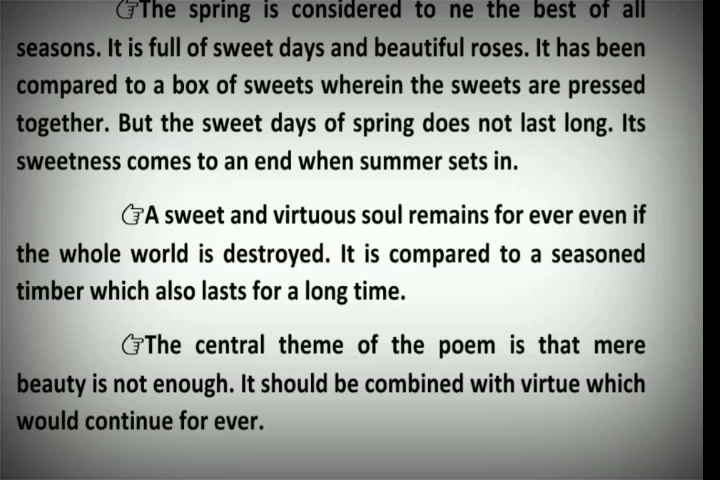 ☞The spring is considered to ne the best of all
seasons. It is full of sweet days and beautiful roses. It has been
compared to a box of sweets wherein the sweets are pressed
together. But the sweet days of spring does not last long. Its
sweetness comes to an end when summer sets in.
☞A sweet and virtuous soul remains for ever even if
the whole world is destroyed. It is compared to a seasoned
timber which also lasts for a long time.
☞The central theme of the poem is that mere
beauty is not enough. It should be combined with virtue which
would continue for ever.